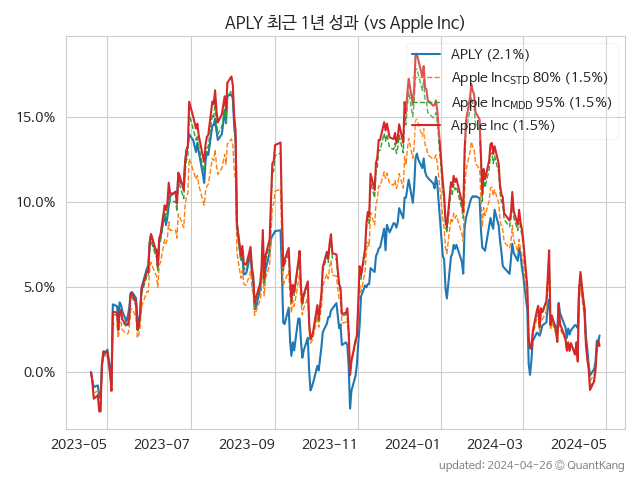 APLY 최근 1년 성과 (vs Apple Inc)
APLY (2.1%)
Apple Inc_STD 80% (1.5%)
Apple Inc_MDD 95% (1.5%)
Apple Inc (1.5%)
15.0%
10.0%
5.0%
0.0%
2023-05 2023-07 2023-09 2023-11 2024-01 2024-03 2024-05
updated: 2024-04-26 © QuantKang